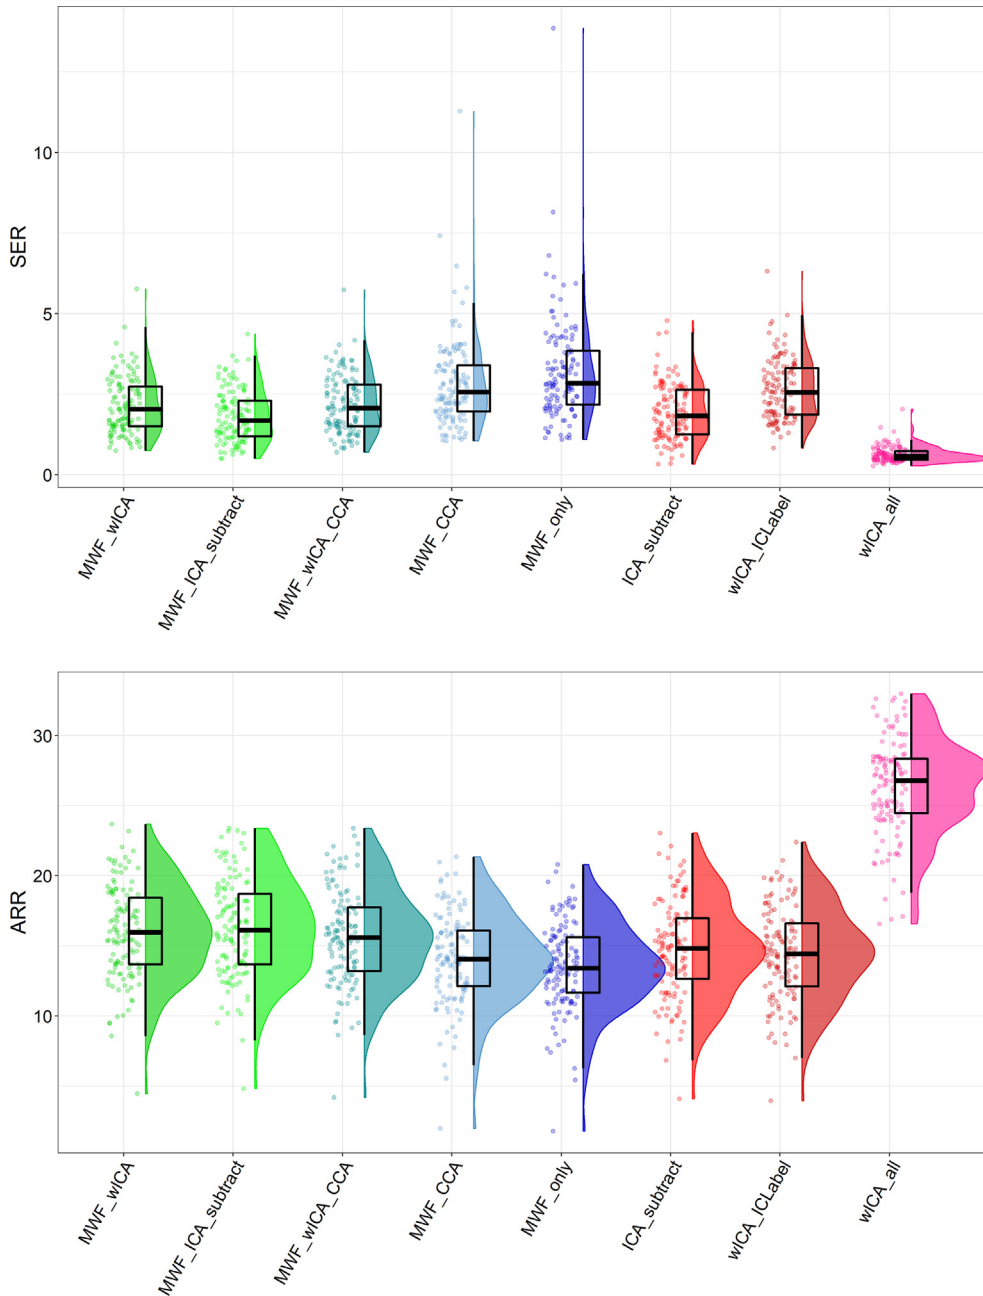 SER
10
5
0
MWF_wICA
MWF_ICA_subtract
MWF_wICA_CCA
MWF_CCA
MWF_only
ICA_subtract
wICA_ICLabel
wICA_all
ARR
30
20
10
MWF_wICA
MWF_ICA_subtract
MWF_wICA_CCA
MWF_CCA
MWF_only
ICA_subtract
wICA_ICLabel
wICA_all